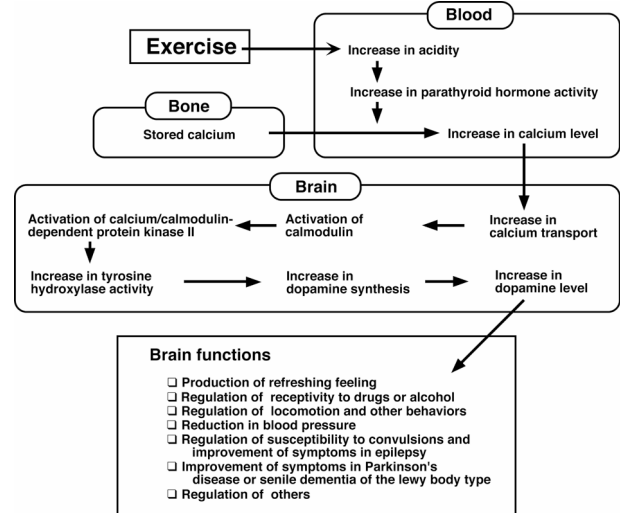 Blood
Exercise
Increase in acidity
Increase in parathyroid hormone activity
Bone
Stored calcium
Increase in calcium level
Brain
Activation of calcium/calmodulin-
dependent protein kinase II
Activation of
calmodulin
Increase in
calcium transport
Increase in tyrosine
hydroxylase activity
Increase in
dopamine synthesis
Increase in
dopamine level
Brain functions
❏ Production of refreshing feeling
❏ Regulation of receptivity to drugs or alcohol
❏ Regulation of locomotion and other behaviors
❏ Reduction in blood pressure
❏ Regulation of susceptibility to convulsions and
improvement of symptoms in epilepsy
❏ Improvement of symptoms in Parkinson's
disease or senile dementia of the lewy body type
❏ Regulation of others